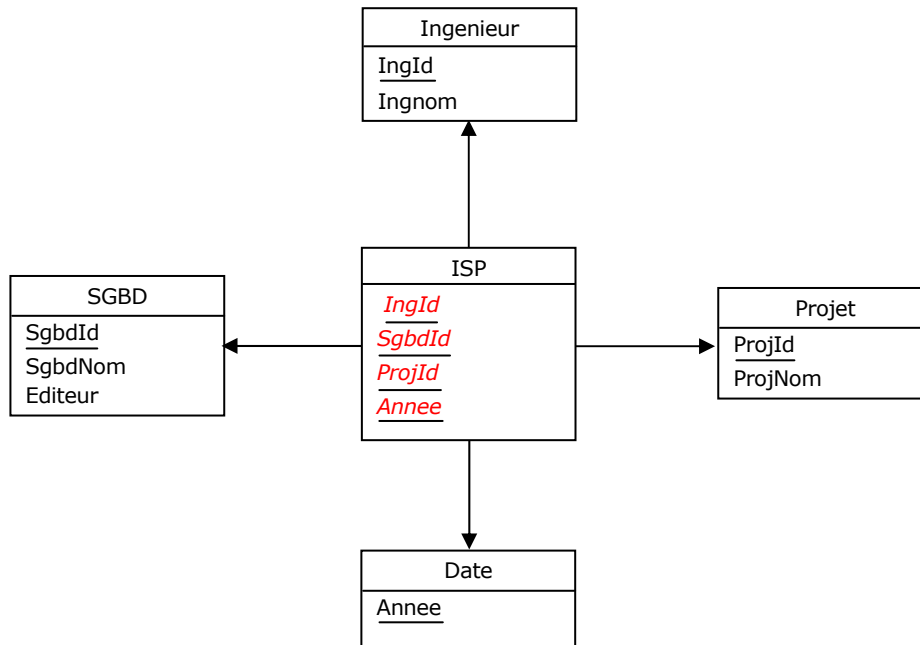 Ingenieur
IngId
Ingnom
SGBD
SgbdId
SgbdNom
Editeur
ISP
IngId
SgbdId
ProjId
Annee
Projet
ProjId
ProjNom
Date
Annee